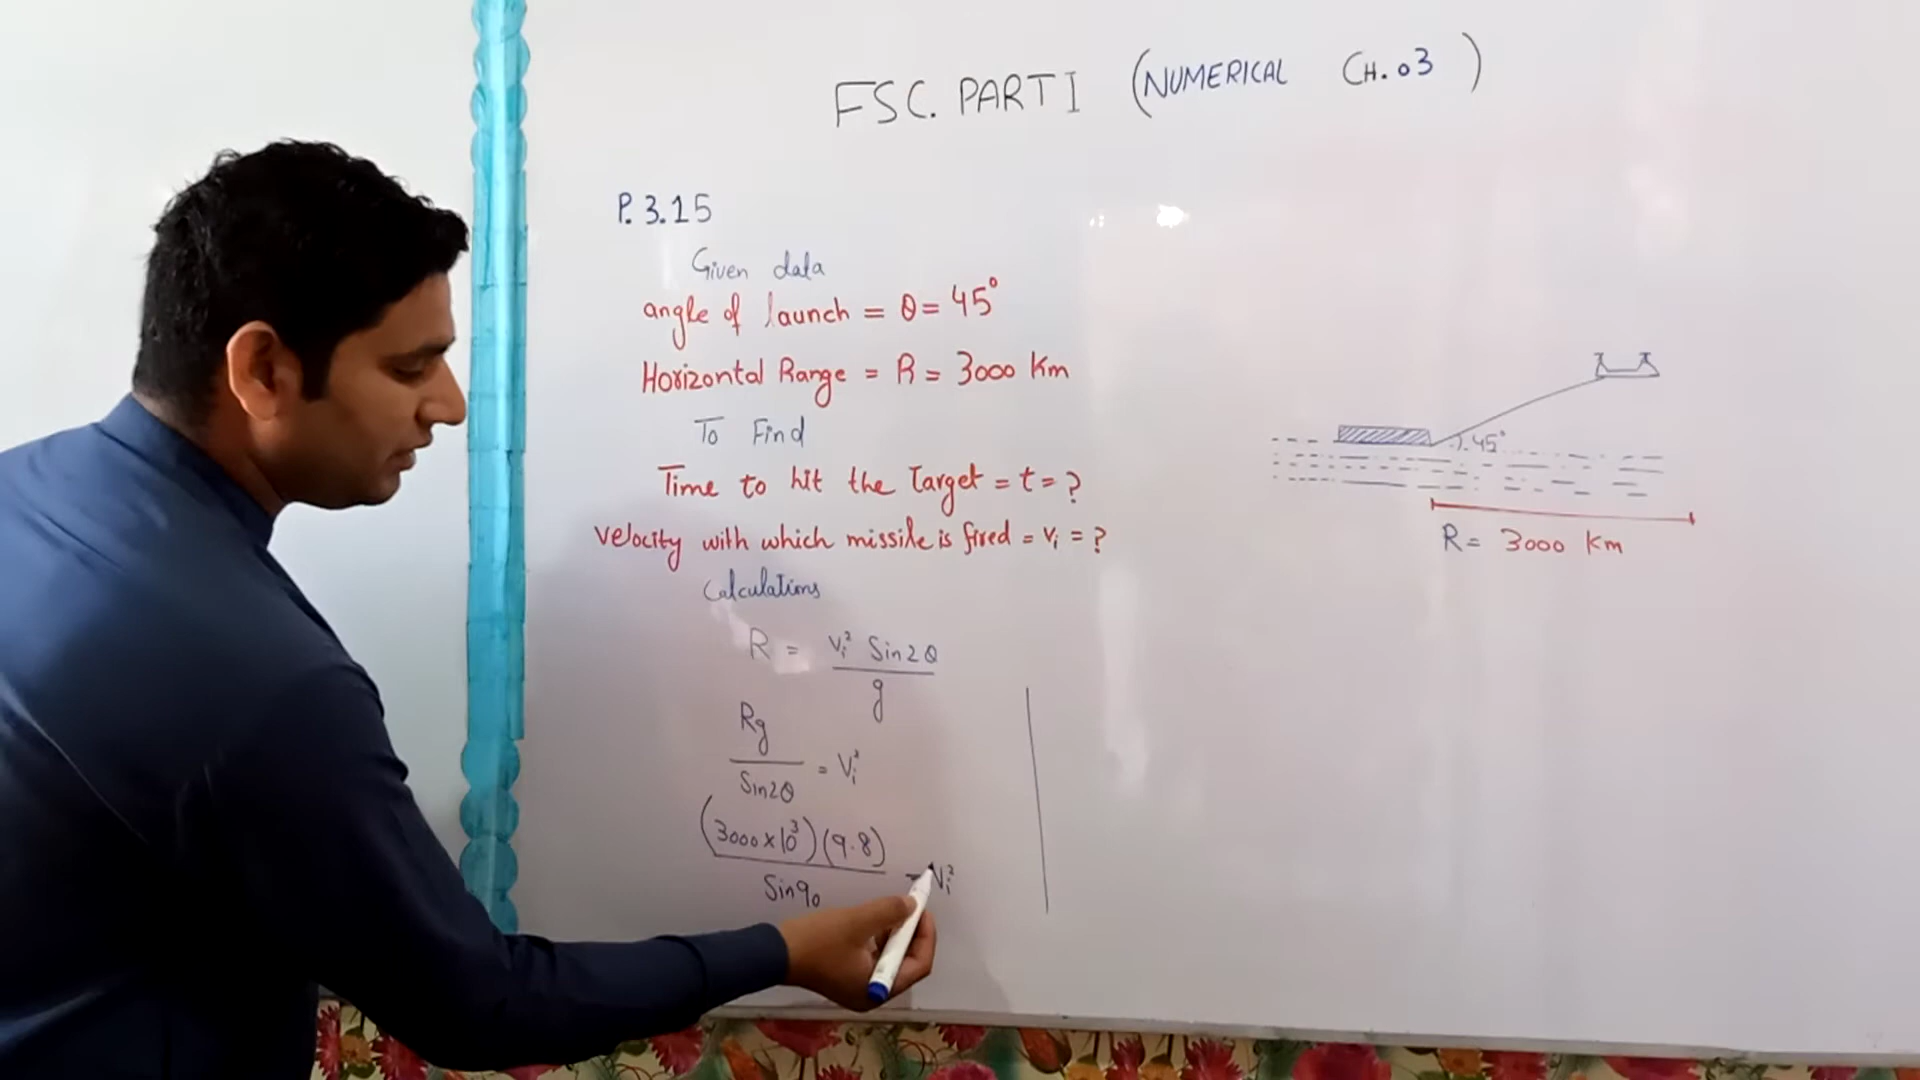 FSC. PART I (NUMERICAL CH.03)
P. 3.15
Given data
angle of launch = θ = 45°
Horizontal Range = R = 3000 Km
To Find
Time to hit the Target = t = ?
Velocity with which missile is fired = vᵢ = ?
Calculations
R = vᵢ² Sin2θ / g
Rg / Sin2θ = Vᵢ²
(3000×10³)(9.8) / Sin90 = Vᵢ²
45°
R = 3000 Km